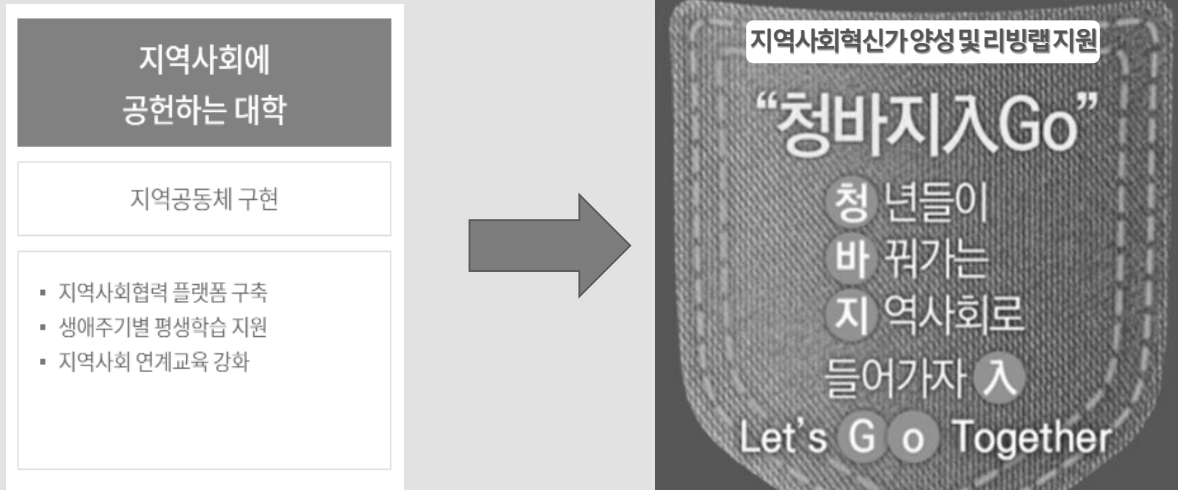 지역사회에
공헌하는 대학
지역공동체 구현
▪ 지역사회협력 플랫폼 구축
▪ 생애주기별 평생학습 지원
▪ 지역사회 연계교육 강화
지역사회혁신가 양성 및 리빙랩 지원
“청바지入Go”
청년들이
바꿔가는
지역사회로
들어가자 入
Let's Go Together